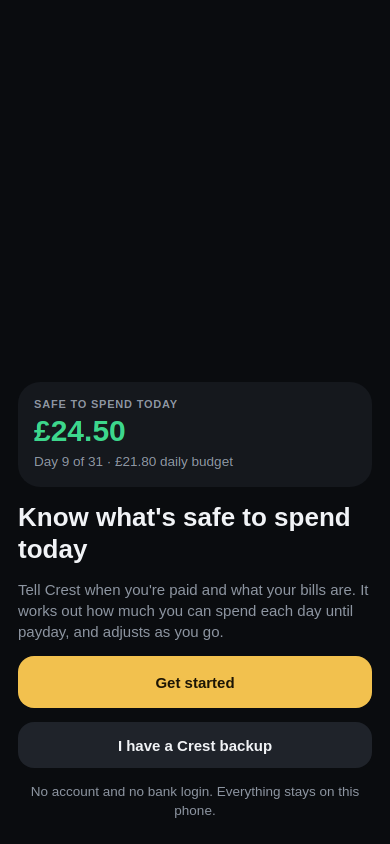 SAFE TO SPEND TODAY
£24.50
Day 9 of 31 · £21.80 daily budget
Know what's safe to spend
today
Tell Crest when you're paid and what your bills are. It
works out how much you can spend each day until
payday, and adjusts as you go.
Get started
I have a Crest backup
No account and no bank login. Everything stays on this
phone.